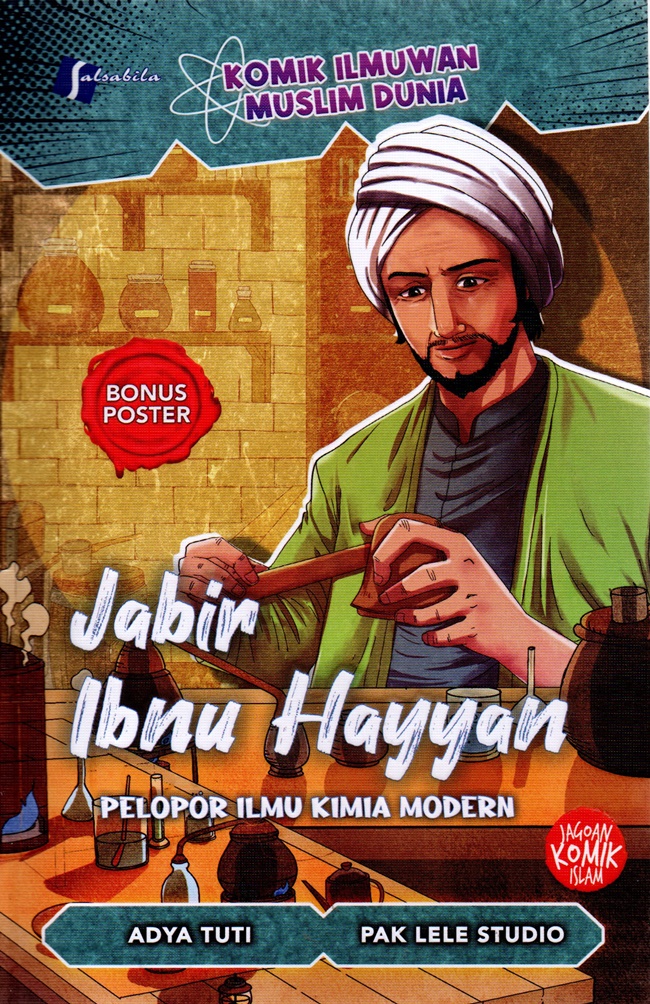 Salsabila
KOMIK ILMUWAN
MUSLIM DUNIA
BONUS
POSTER
Jabir
Ibnu Hayyan
PELOPOR ILMU KIMIA MODERN
JAGOAN
KOMIK
ISLAM
ADYA TUTI
PAK LELE STUDIO